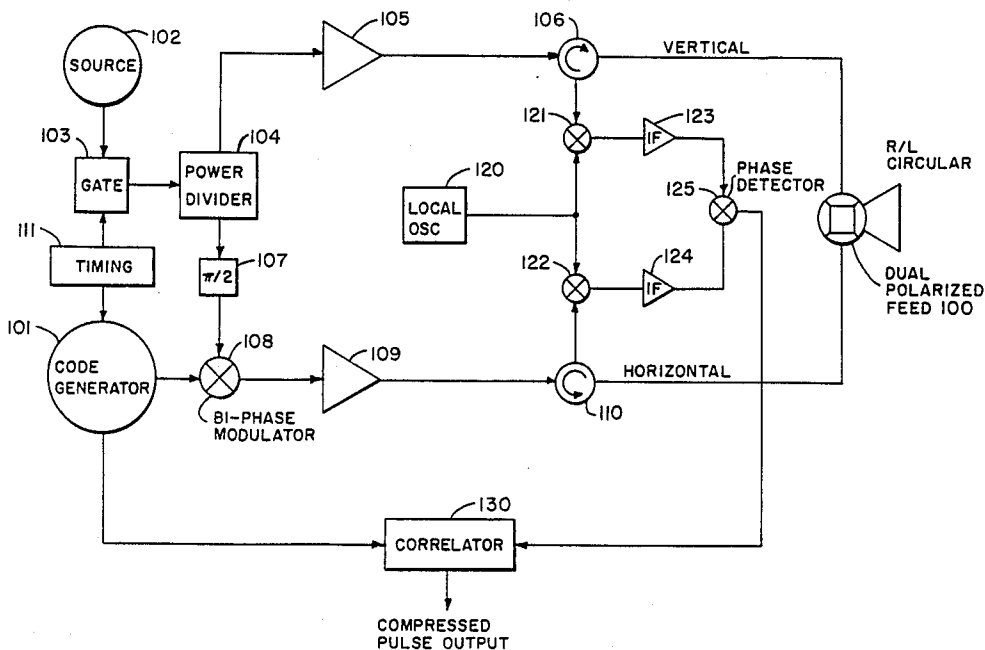 102
SOURCE
103
GATE
104
POWER
DIVIDER
105
106
VERTICAL
121
123
IF
R/L
CIRCULAR
120
LOCAL
OSC
PHASE
DETECTOR
125
111
TIMING
π/2
107
122
124
IF
DUAL
POLARIZED
FEED 100
101
CODE
GENERATOR
108
BI-PHASE
MODULATOR
109
HORIZONTAL
110
130
CORRELATOR
COMPRESSED
PULSE OUTPUT